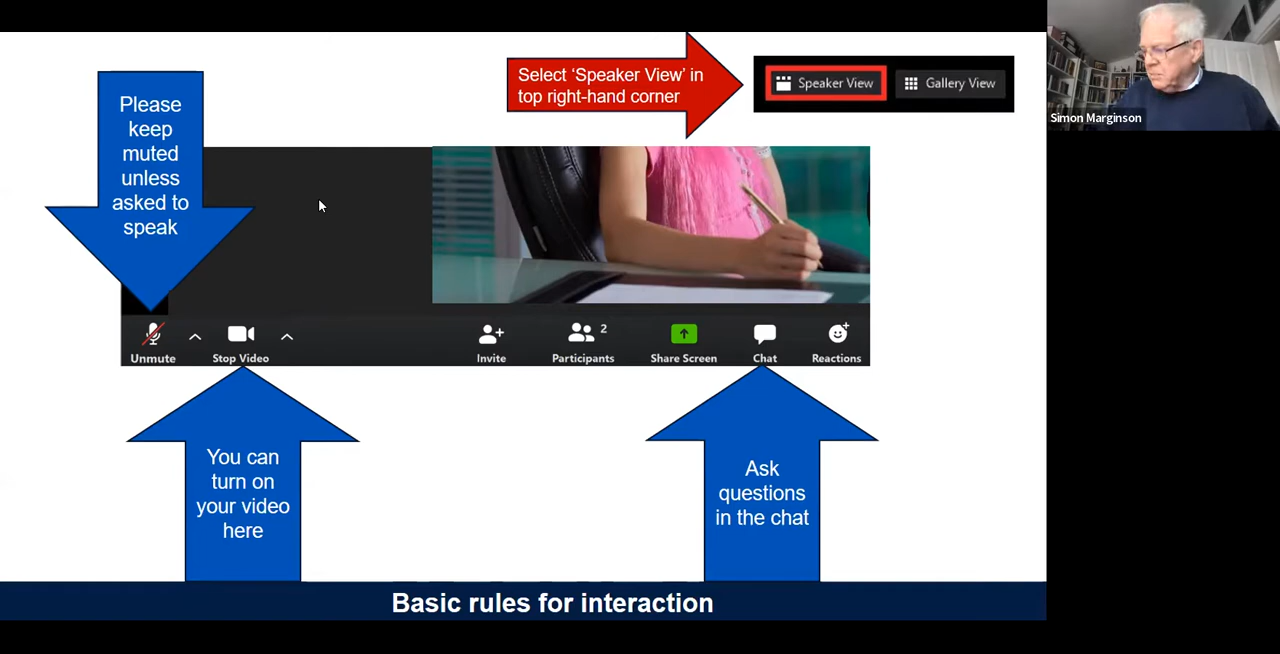 Select ‘Speaker View’ in
top right-hand corner
Speaker View
Gallery View
Simon Marginson
Please
keep
muted
unless
asked to
speak
Unmute
Stop Video
Invite
2
Participants
Share Screen
Chat
Reactions
You can
turn on
your video
here
Ask
questions
in the chat
Basic rules for interaction